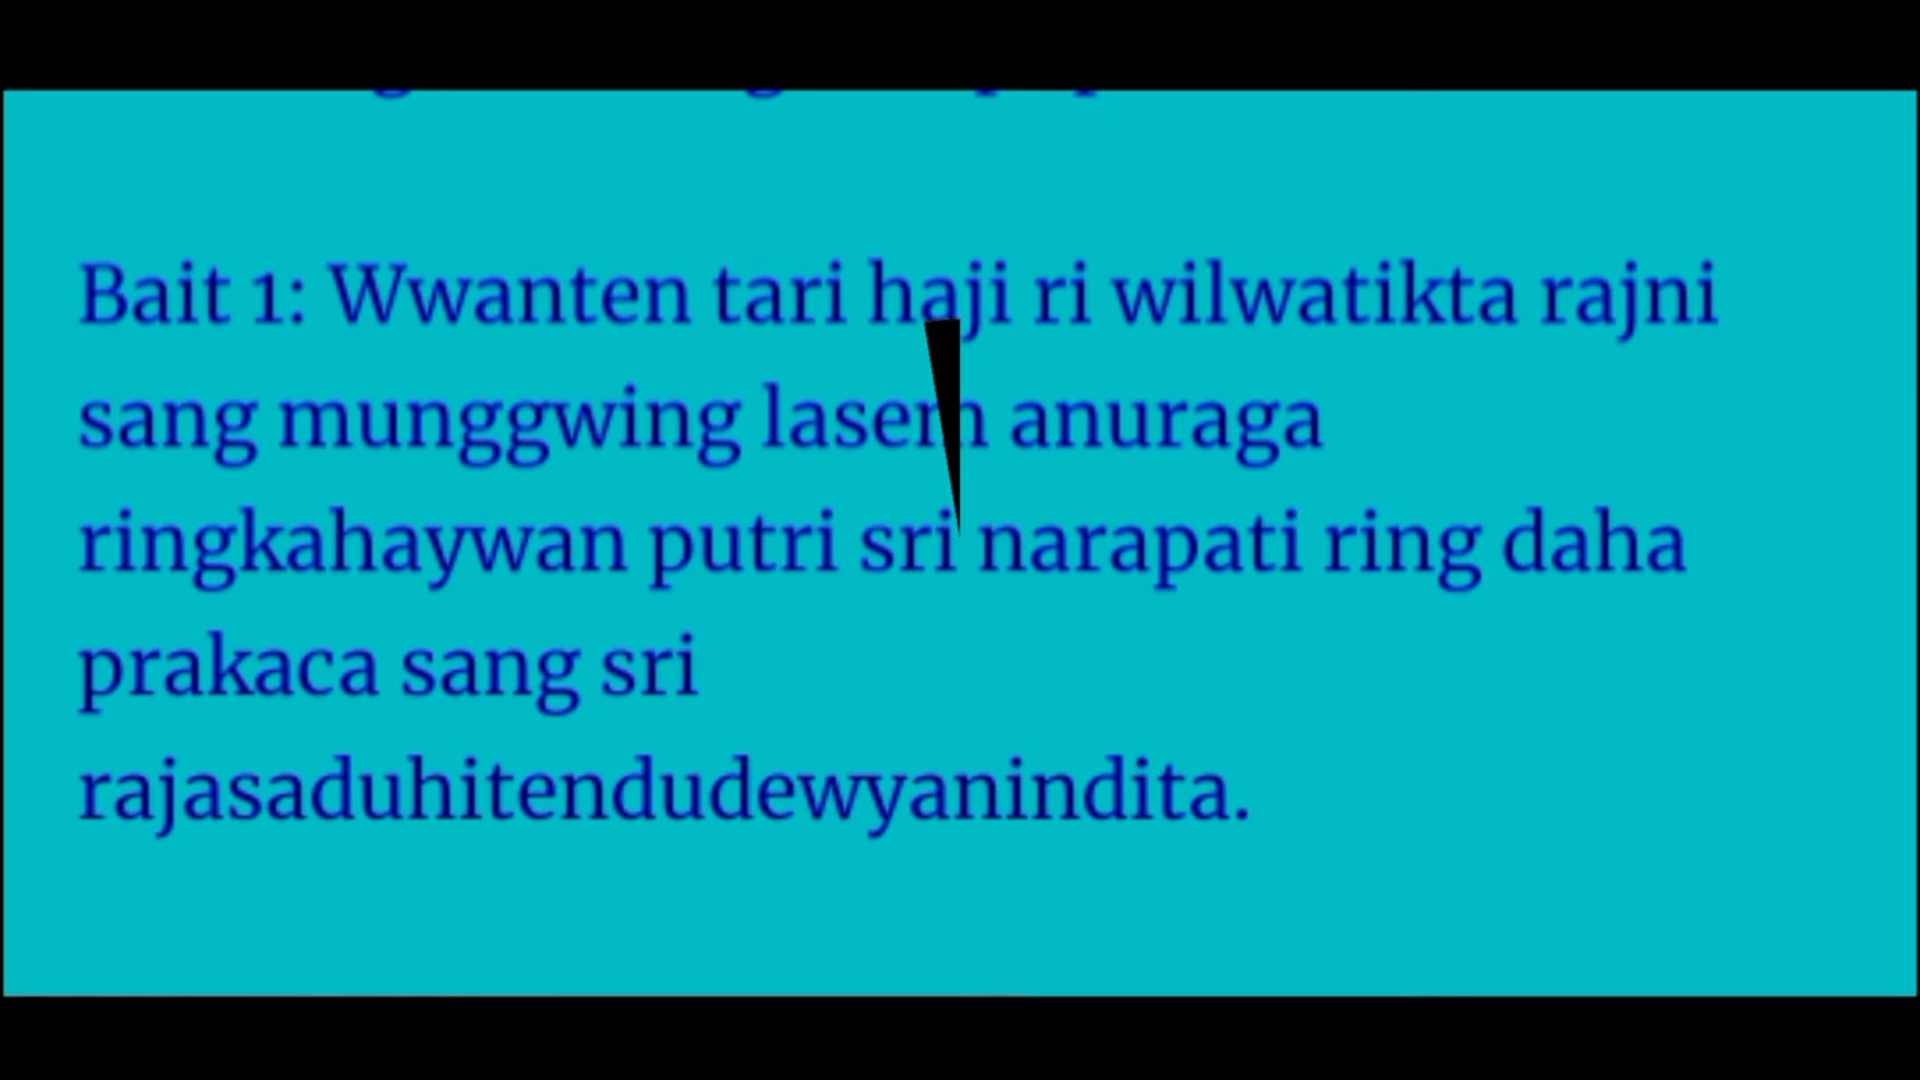 Bait 1: Wwanten tari haji ri wilwatikta rajni
sang munggwing lasem anuraga
ringkahaywan putri sri narapati ring daha
prakaca sang sri
rajasaduhitendudewyanindita.